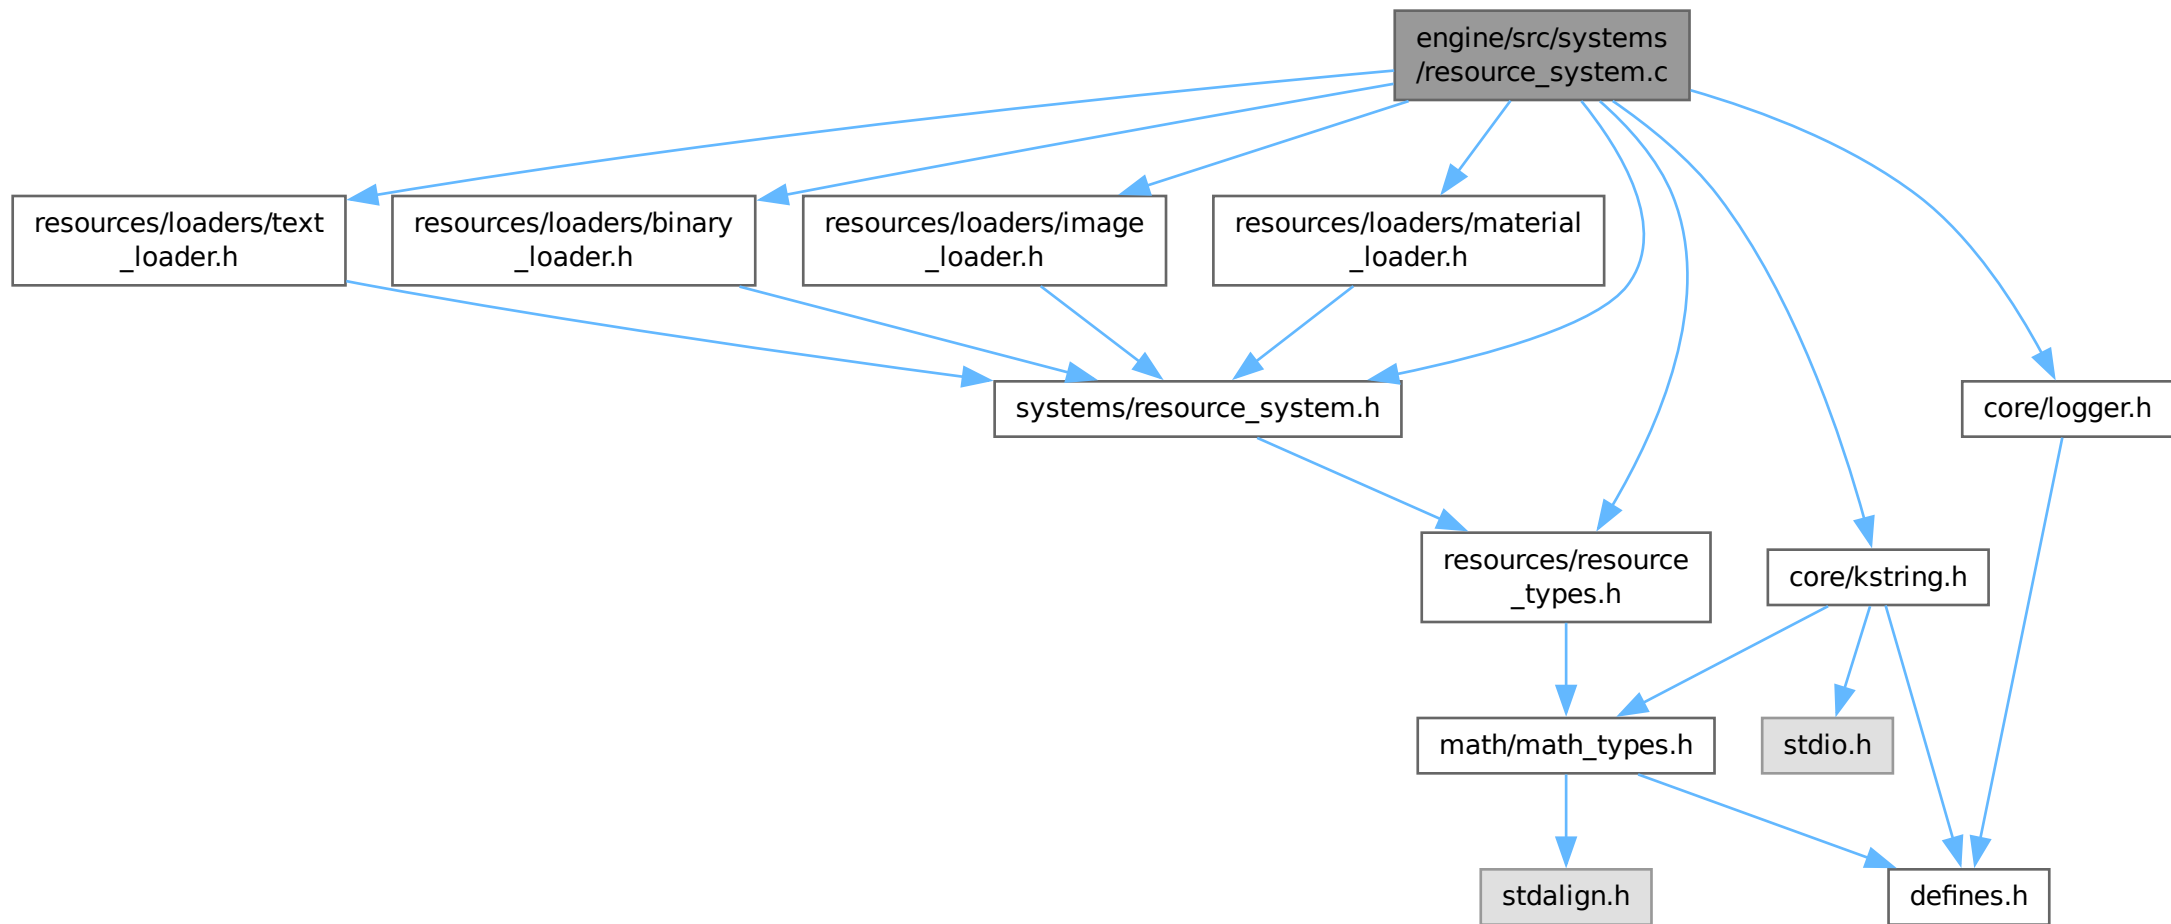 engine/src/systems
/resource_system.c
resources/loaders/text
_loader.h
resources/loaders/binary
_loader.h
resources/loaders/image
_loader.h
resources/loaders/material
_loader.h
systems/resource_system.h
core/logger.h
resources/resource
_types.h
core/kstring.h
math/math_types.h
stdio.h
stdalign.h
defines.h